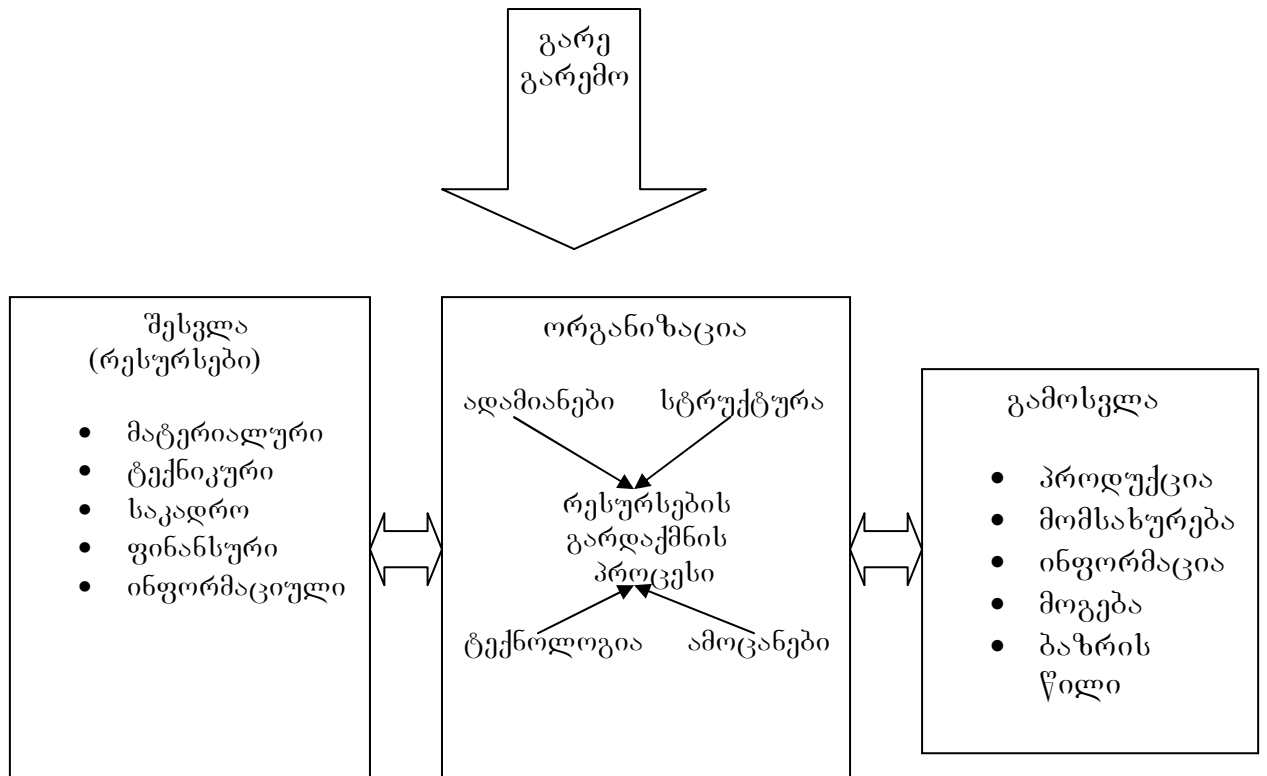 გარე
გარემო
შესვლა
(რესურსები)
• მატერიალური
• ტექნიკური
• საკადრო
• ფინანსური
• ინფორმაციული
ორგანიზაცია
ადამიანები სტრუქტურა
რესურსების
გარდაქმნის
პროცესი
ტექნოლოგია ამოცანები
გამოსვლა
• პროდუქცია
• მომსახურება
• ინფორმაცია
• მოგება
• ბაზრის
წილი